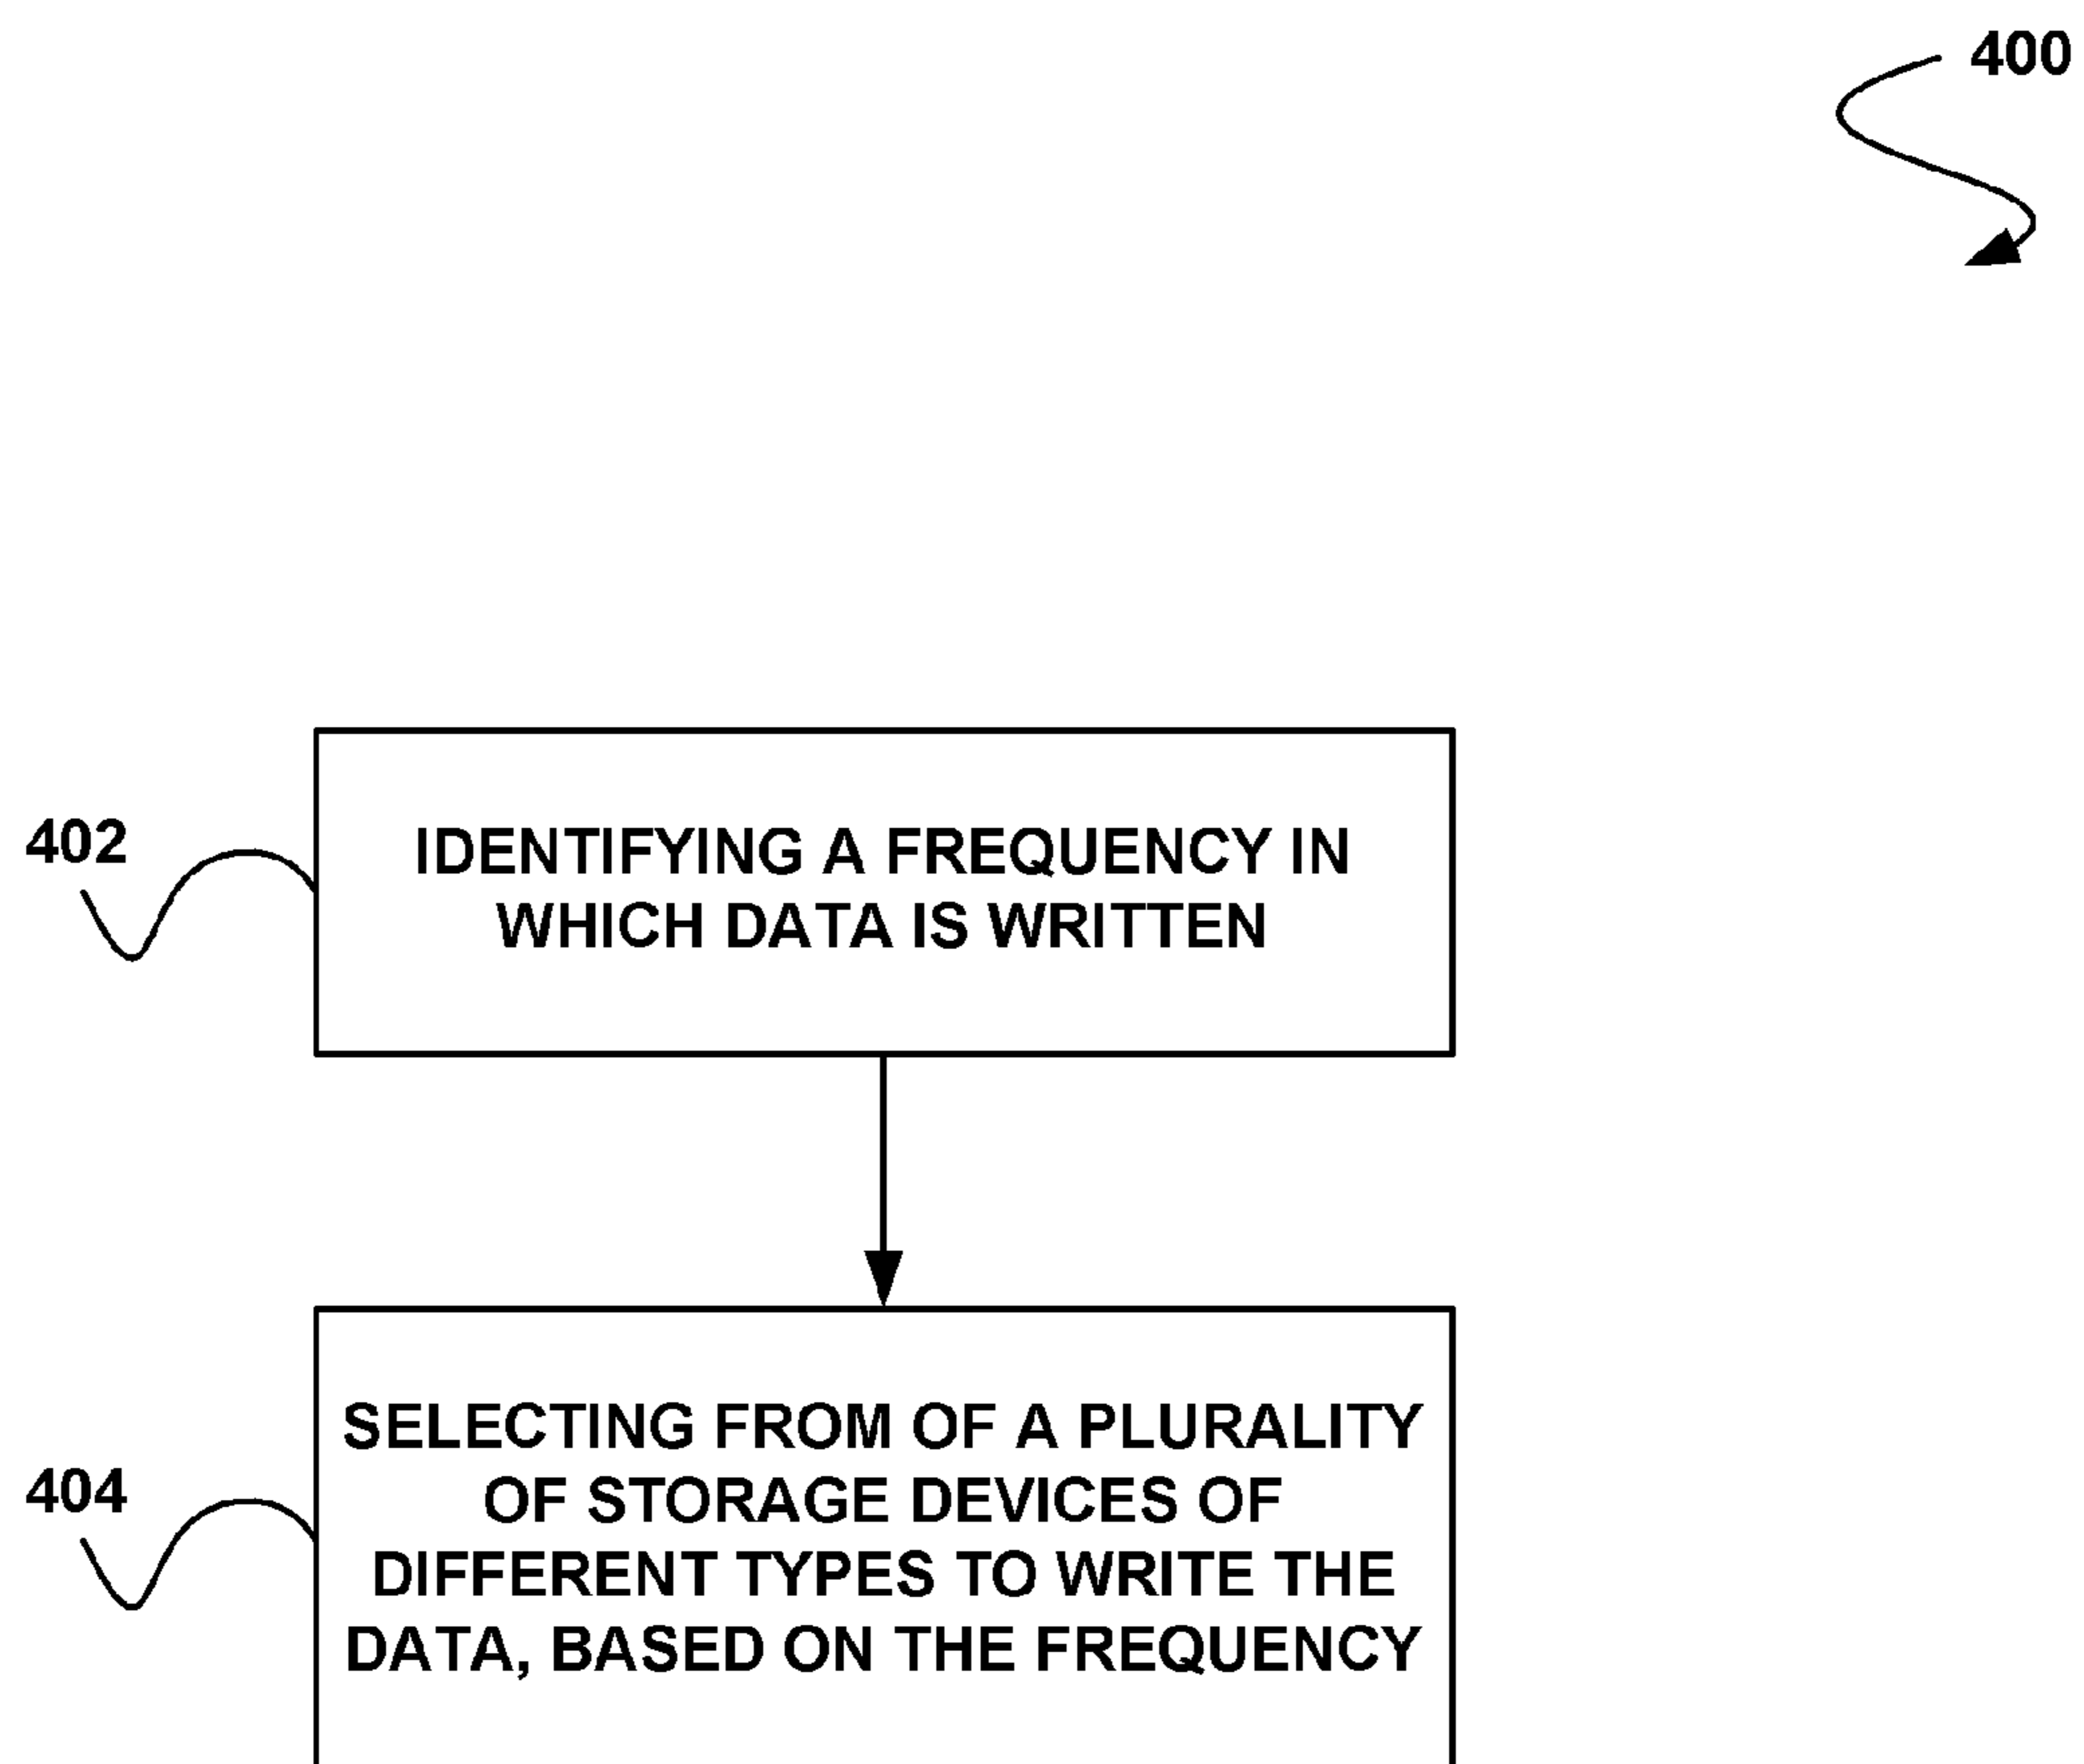 400
402
IDENTIFYING A FREQUENCY IN
WHICH DATA IS WRITTEN
404
SELECTING FROM OF A PLURALITY
OF STORAGE DEVICES OF
DIFFERENT TYPES TO WRITE THE
DATA, BASED ON THE FREQUENCY